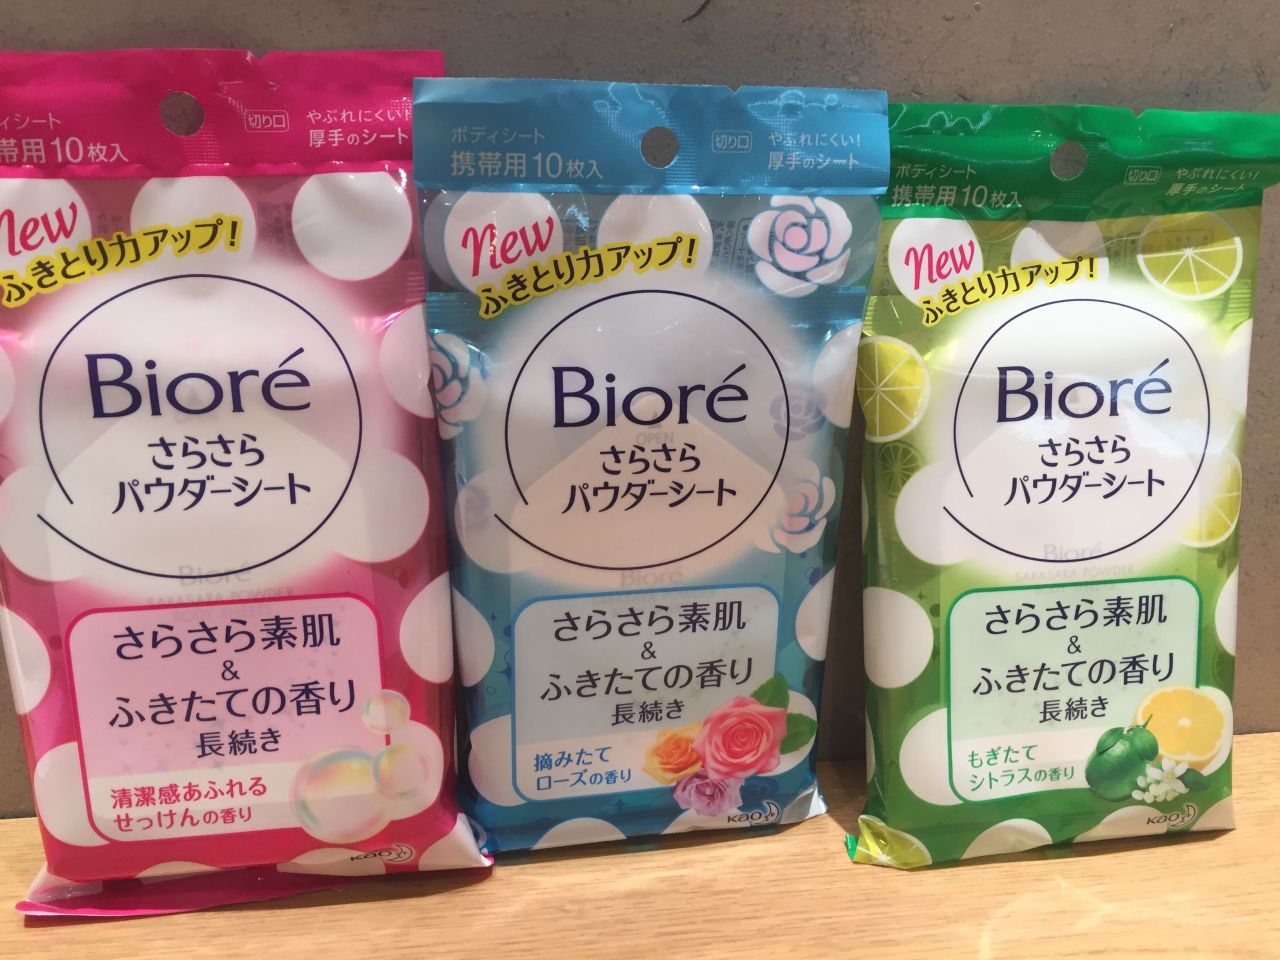 ィシート
帯用10枚入
切り口
やぶれにくい!
厚手のシート
New
ふきとり力アップ!
Bioré
さらさら
パウダーシート
Bioré
SARASARA POWDER
さらさら素肌
&
ふきたての香り
長続き
清潔感あふれる
せっけんの香り
Kao
ボディシート
携帯用10枚入
切り口
やぶれにくい!
厚手のシート
New
ふきとり力アップ!
Bioré
OPEN
さらさら
パウダーシート
Bioré
さらさら素肌
&
ふきたての香り
長続き
摘みたて
ローズの香り
Kao
ボディシート
携帯用10枚入
切り口
やぶれにくい!
厚手のシート
New
ふきとり力アップ!
Bioré
さらさら
パウダーシート
Bioré
SARASARA POWDER
さらさら素肌
&
ふきたての香り
長続き
もぎたて
シトラスの香り
Kao